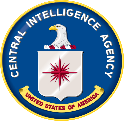 CENTRAL INTELLIGENCE AGENCY
UNITED STATES OF AMERICA